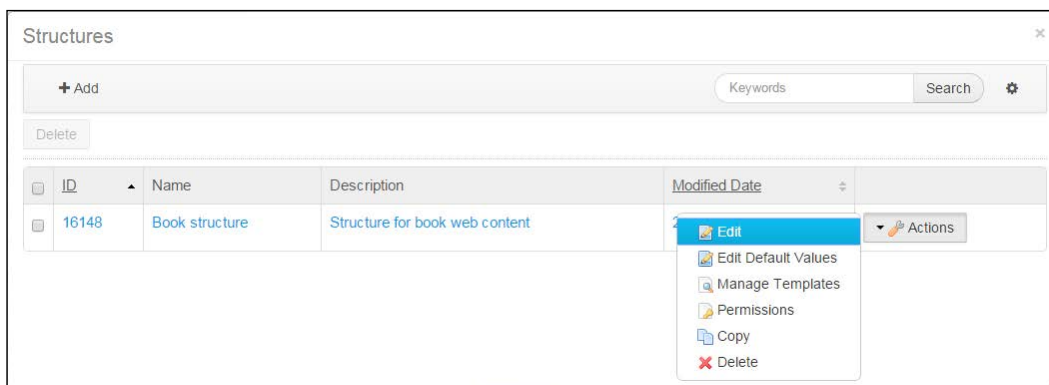 Structures
×
+ Add
Keywords
Search
Delete
ID Name Description Modified Date
16148 Book structure Structure for book web content Actions
Edit
Edit Default Values
Manage Templates
Permissions
Copy
Delete